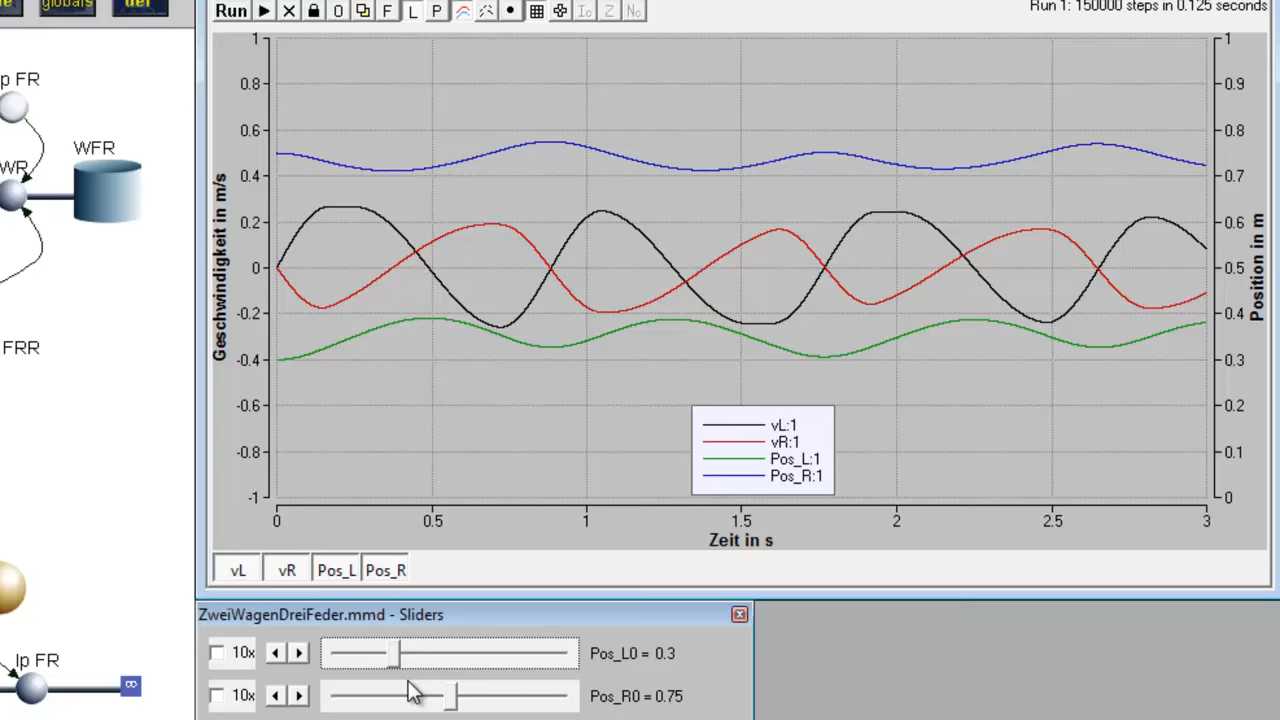 globals
def
Run X 0 F L P Io Z No
Run 1: 150000 steps in 0.125 seconds
p FR
WR
WFR
FRR
lp FR
Geschwindigkeit in m/s
1
0.8
0.6
0.4
0.2
0
-0.2
-0.4
-0.6
-0.8
-1
1
0.9
0.8
0.7
0.6
0.5
0.4
0.3
0.2
0.1
0
Position in m
vL:1
vR:1
Pos_L:1
Pos_R:1
0 0.5 1 1.5 2 2.5 3
Zeit in s
vL vR Pos_L Pos_R
ZweiWagenDreiFeder.mmd - Sliders
10x Pos_L0 = 0.3
10x Pos_R0 = 0.75